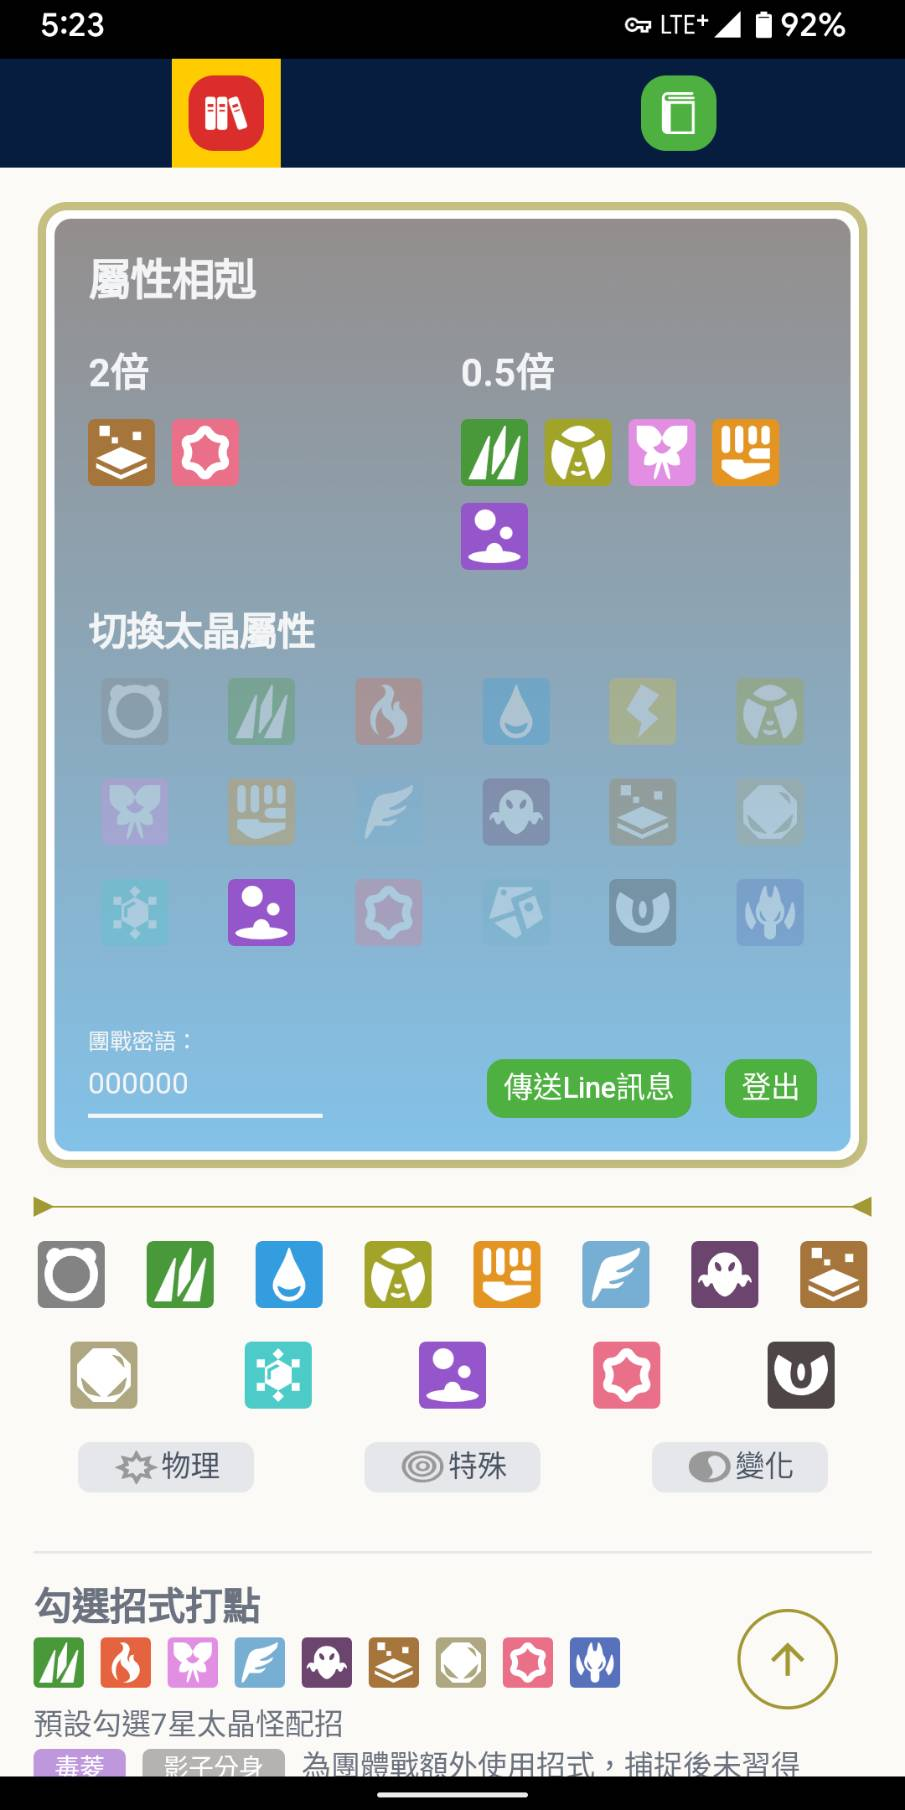 5:23 LTE+ 92%
屬性相剋
2倍 0.5倍
切換太晶屬性
團戰密語：
000000
傳送Line訊息 登出
物理 特殊 變化
勾選招式打點
預設勾選7星太晶怪配招
毒菱 影子分身 為團體戰額外使用招式，捕捉後未習得